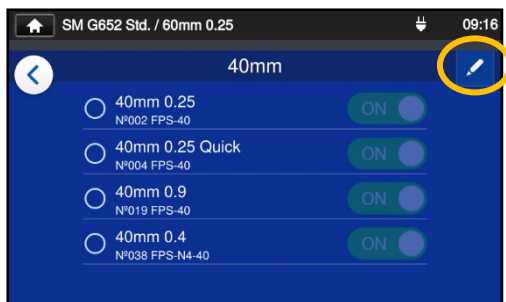 SM G652 Std. / 60mm 0.25 09:16
40mm
40mm 0.25 ON
Nº002 FPS-40
40mm 0.25 Quick ON
Nº004 FPS-40
40mm 0.9 ON
Nº019 FPS-40
40mm 0.4 ON
Nº038 FPS-N4-40